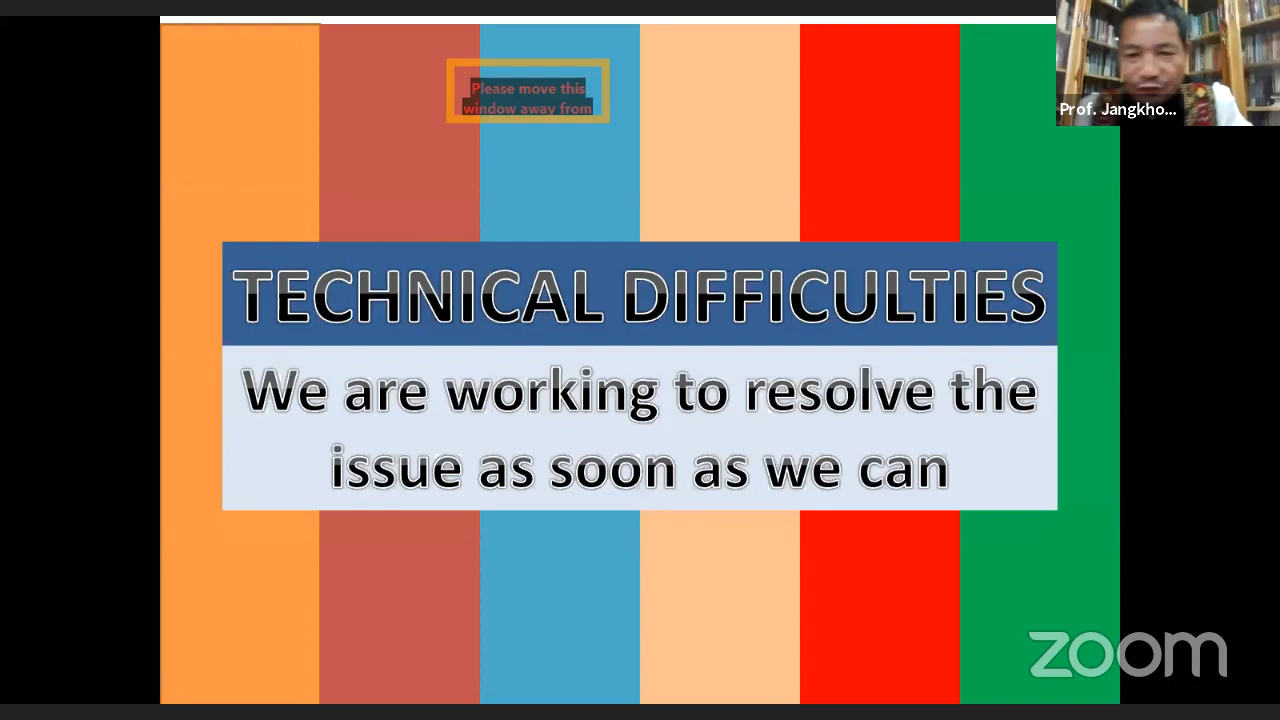 Please move this
window away from
Prof. Jangkho...
TECHNICAL DIFFICULTIES
We are working to resolve the
issue as soon as we can
zoom